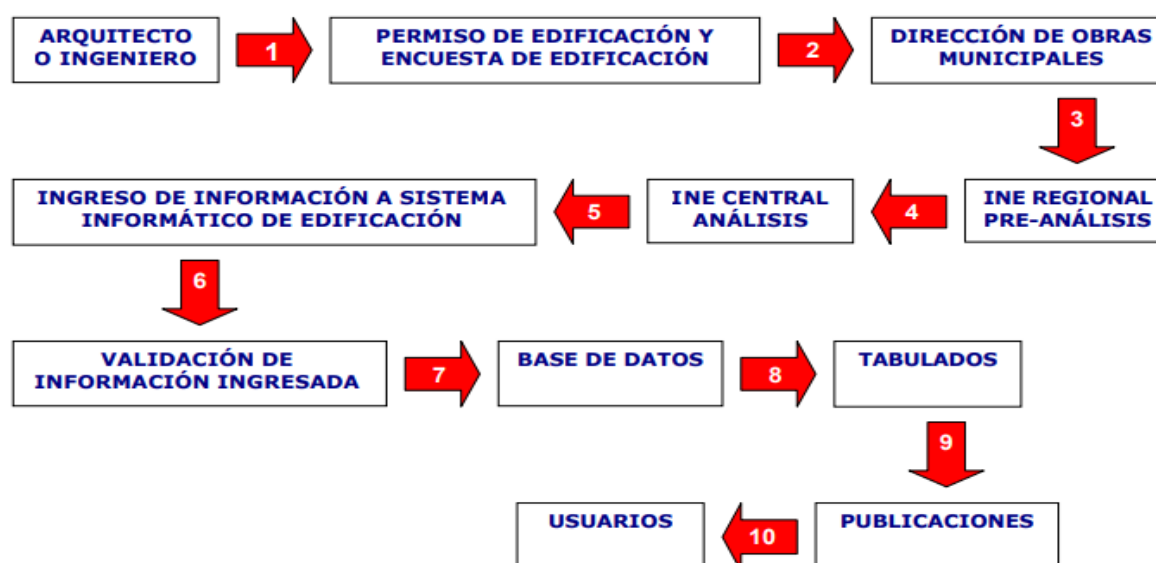 ARQUITECTO
O INGENIERO
1
PERMISO DE EDIFICACIÓN Y
ENCUESTA DE EDIFICACIÓN
2
DIRECCIÓN DE OBRAS
MUNICIPALES
3
INE REGIONAL
PRE-ANÁLISIS
4
INE CENTRAL
ANÁLISIS
5
INGRESO DE INFORMACIÓN A SISTEMA
INFORMÁTICO DE EDIFICACIÓN
6
VALIDACIÓN DE
INFORMACIÓN INGRESADA
7
BASE DE DATOS
8
TABULADOS
9
PUBLICACIONES
10
USUARIOS